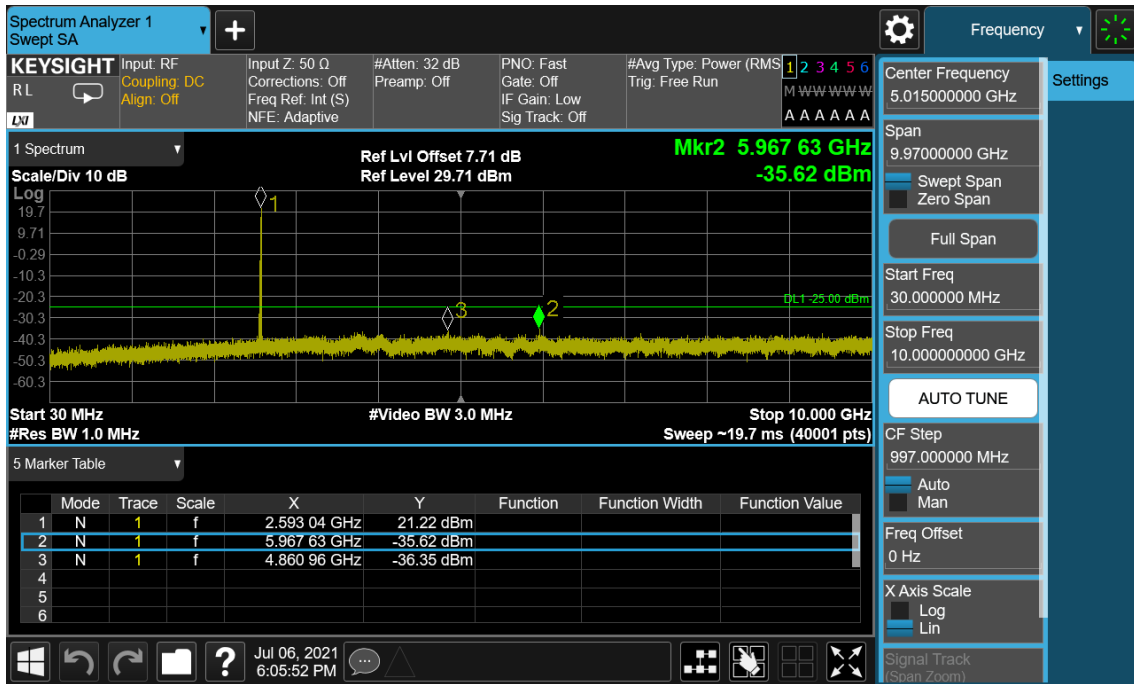 Spectrum Analyzer 1
Swept SA
+
Frequency
KEYSIGHT
RL
LXI
Input: RF
Coupling: DC
Align: Off
Input Z: 50 Ω
Corrections: Off
Freq Ref: Int (S)
NFE: Adaptive
#Atten: 32 dB
Preamp: Off
PNO: Fast
Gate: Off
IF Gain: Low
Sig Track: Off
#Avg Type: Power (RMS
Trig: Free Run
1 2 3 4 5 6
M W W W W W
A A A A A A
Center Frequency
5.015000000 GHz
Settings
1 Spectrum
Scale/Div 10 dB
Ref Lvl Offset 7.71 dB
Ref Level 29.71 dBm
Mkr2 5.967 63 GHz
-35.62 dBm
Span
9.97000000 GHz
Swept Span
Zero Span
Full Span
Log
19.7
9.71
-0.29
-10.3
-20.3
-30.3
-40.3
-50.3
-60.3
1
3
2
DL1 -25.00 dBm
Start Freq
30.000000 MHz
Stop Freq
10.000000000 GHz
AUTO TUNE
Start 30 MHz
#Video BW 3.0 MHz
Stop 10.000 GHz
#Res BW 1.0 MHz
Sweep ~19.7 ms (40001 pts)
CF Step
997.000000 MHz
Auto
Man
5 Marker Table
Mode Trace Scale X Y Function Function Width Function Value
1 N 1 f 2.593 04 GHz 21.22 dBm
2 N 1 f 5.967 63 GHz -35.62 dBm
3 N 1 f 4.860 96 GHz -36.35 dBm
4
5
6
Freq Offset
0 Hz
X Axis Scale
Log
Lin
Signal Track
(Span Zoom)
?
Jul 06, 2021
6:05:52 PM